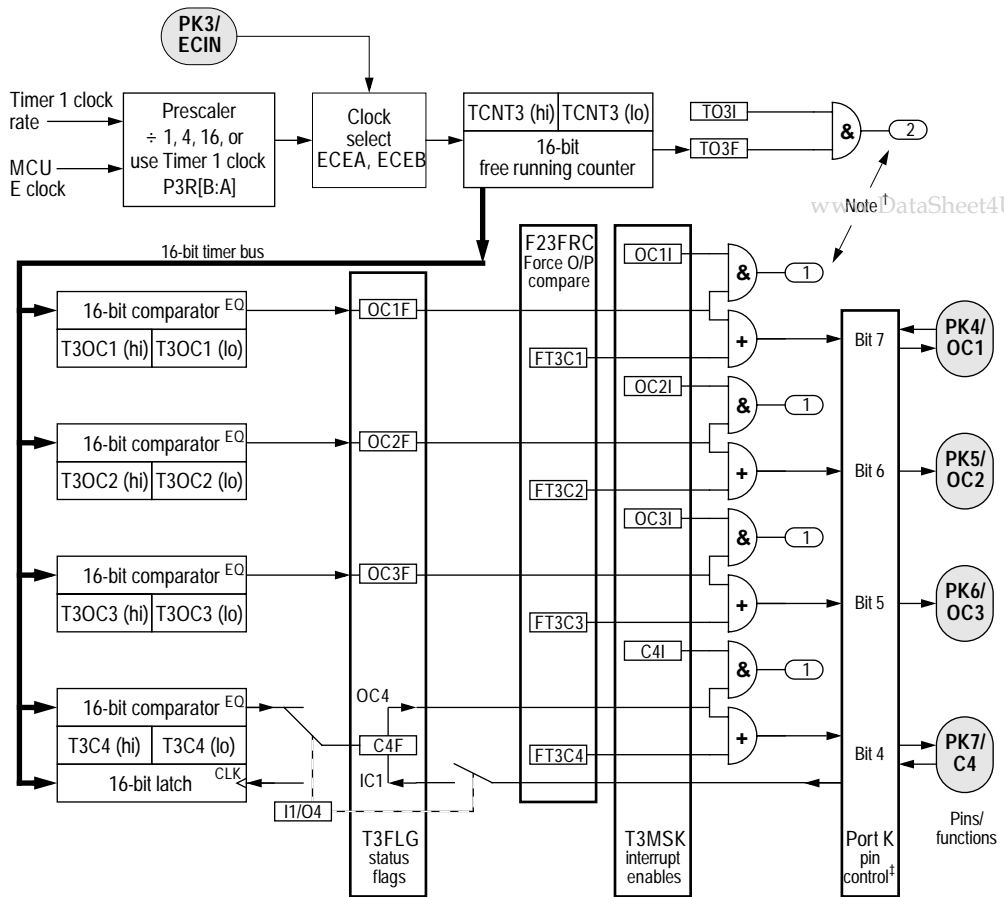 PK3/
ECIN
Timer 1 clock
rate
MCU
E clock
Prescaler
÷ 1, 4, 16, or
use Timer 1 clock
P3R[B:A]
Clock
select
ECEA, ECEB
TCNT3 (hi) TCNT3 (lo)
16-bit
free running counter
TO3I
TO3F
&
2
Note †
www.DataSheet4U
16-bit timer bus
F23FRC
Force O/P
compare
OC1I
&
1
16-bit comparator EQ
T3OC1 (hi) T3OC1 (lo)
OC1F
FT3C1
+
Bit 7
PK4/
OC1
OC2I
&
1
16-bit comparator EQ
T3OC2 (hi) T3OC2 (lo)
OC2F
FT3C2
+
Bit 6
PK5/
OC2
OC3I
&
1
16-bit comparator EQ
T3OC3 (hi) T3OC3 (lo)
OC3F
FT3C3
+
Bit 5
PK6/
OC3
C4I
&
1
16-bit comparator EQ
T3C4 (hi) T3C4 (lo)
16-bit latch CLK
OC4
C4F
IC1
I1/O4
FT3C4
+
Bit 4
PK7/
C4
Pins/
functions
T3FLG
status
flags
T3MSK
interrupt
enables
Port K
pin
control‡